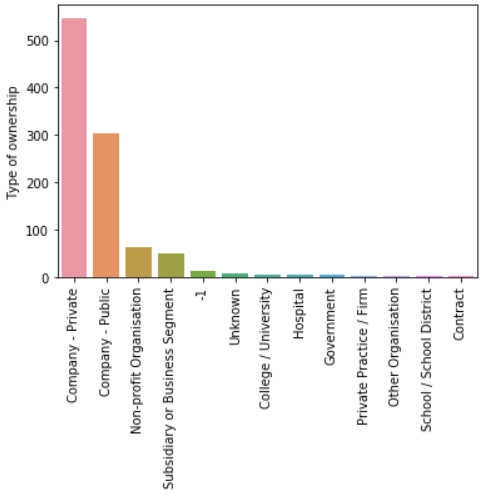 500
400
300
200
100
0
Type of ownership
Company - Private
Company - Public
Non-profit Organisation
Subsidiary or Business Segment
-1
Unknown
College / University
Hospital
Government
Private Practice / Firm
Other Organisation
School / School District
Contract